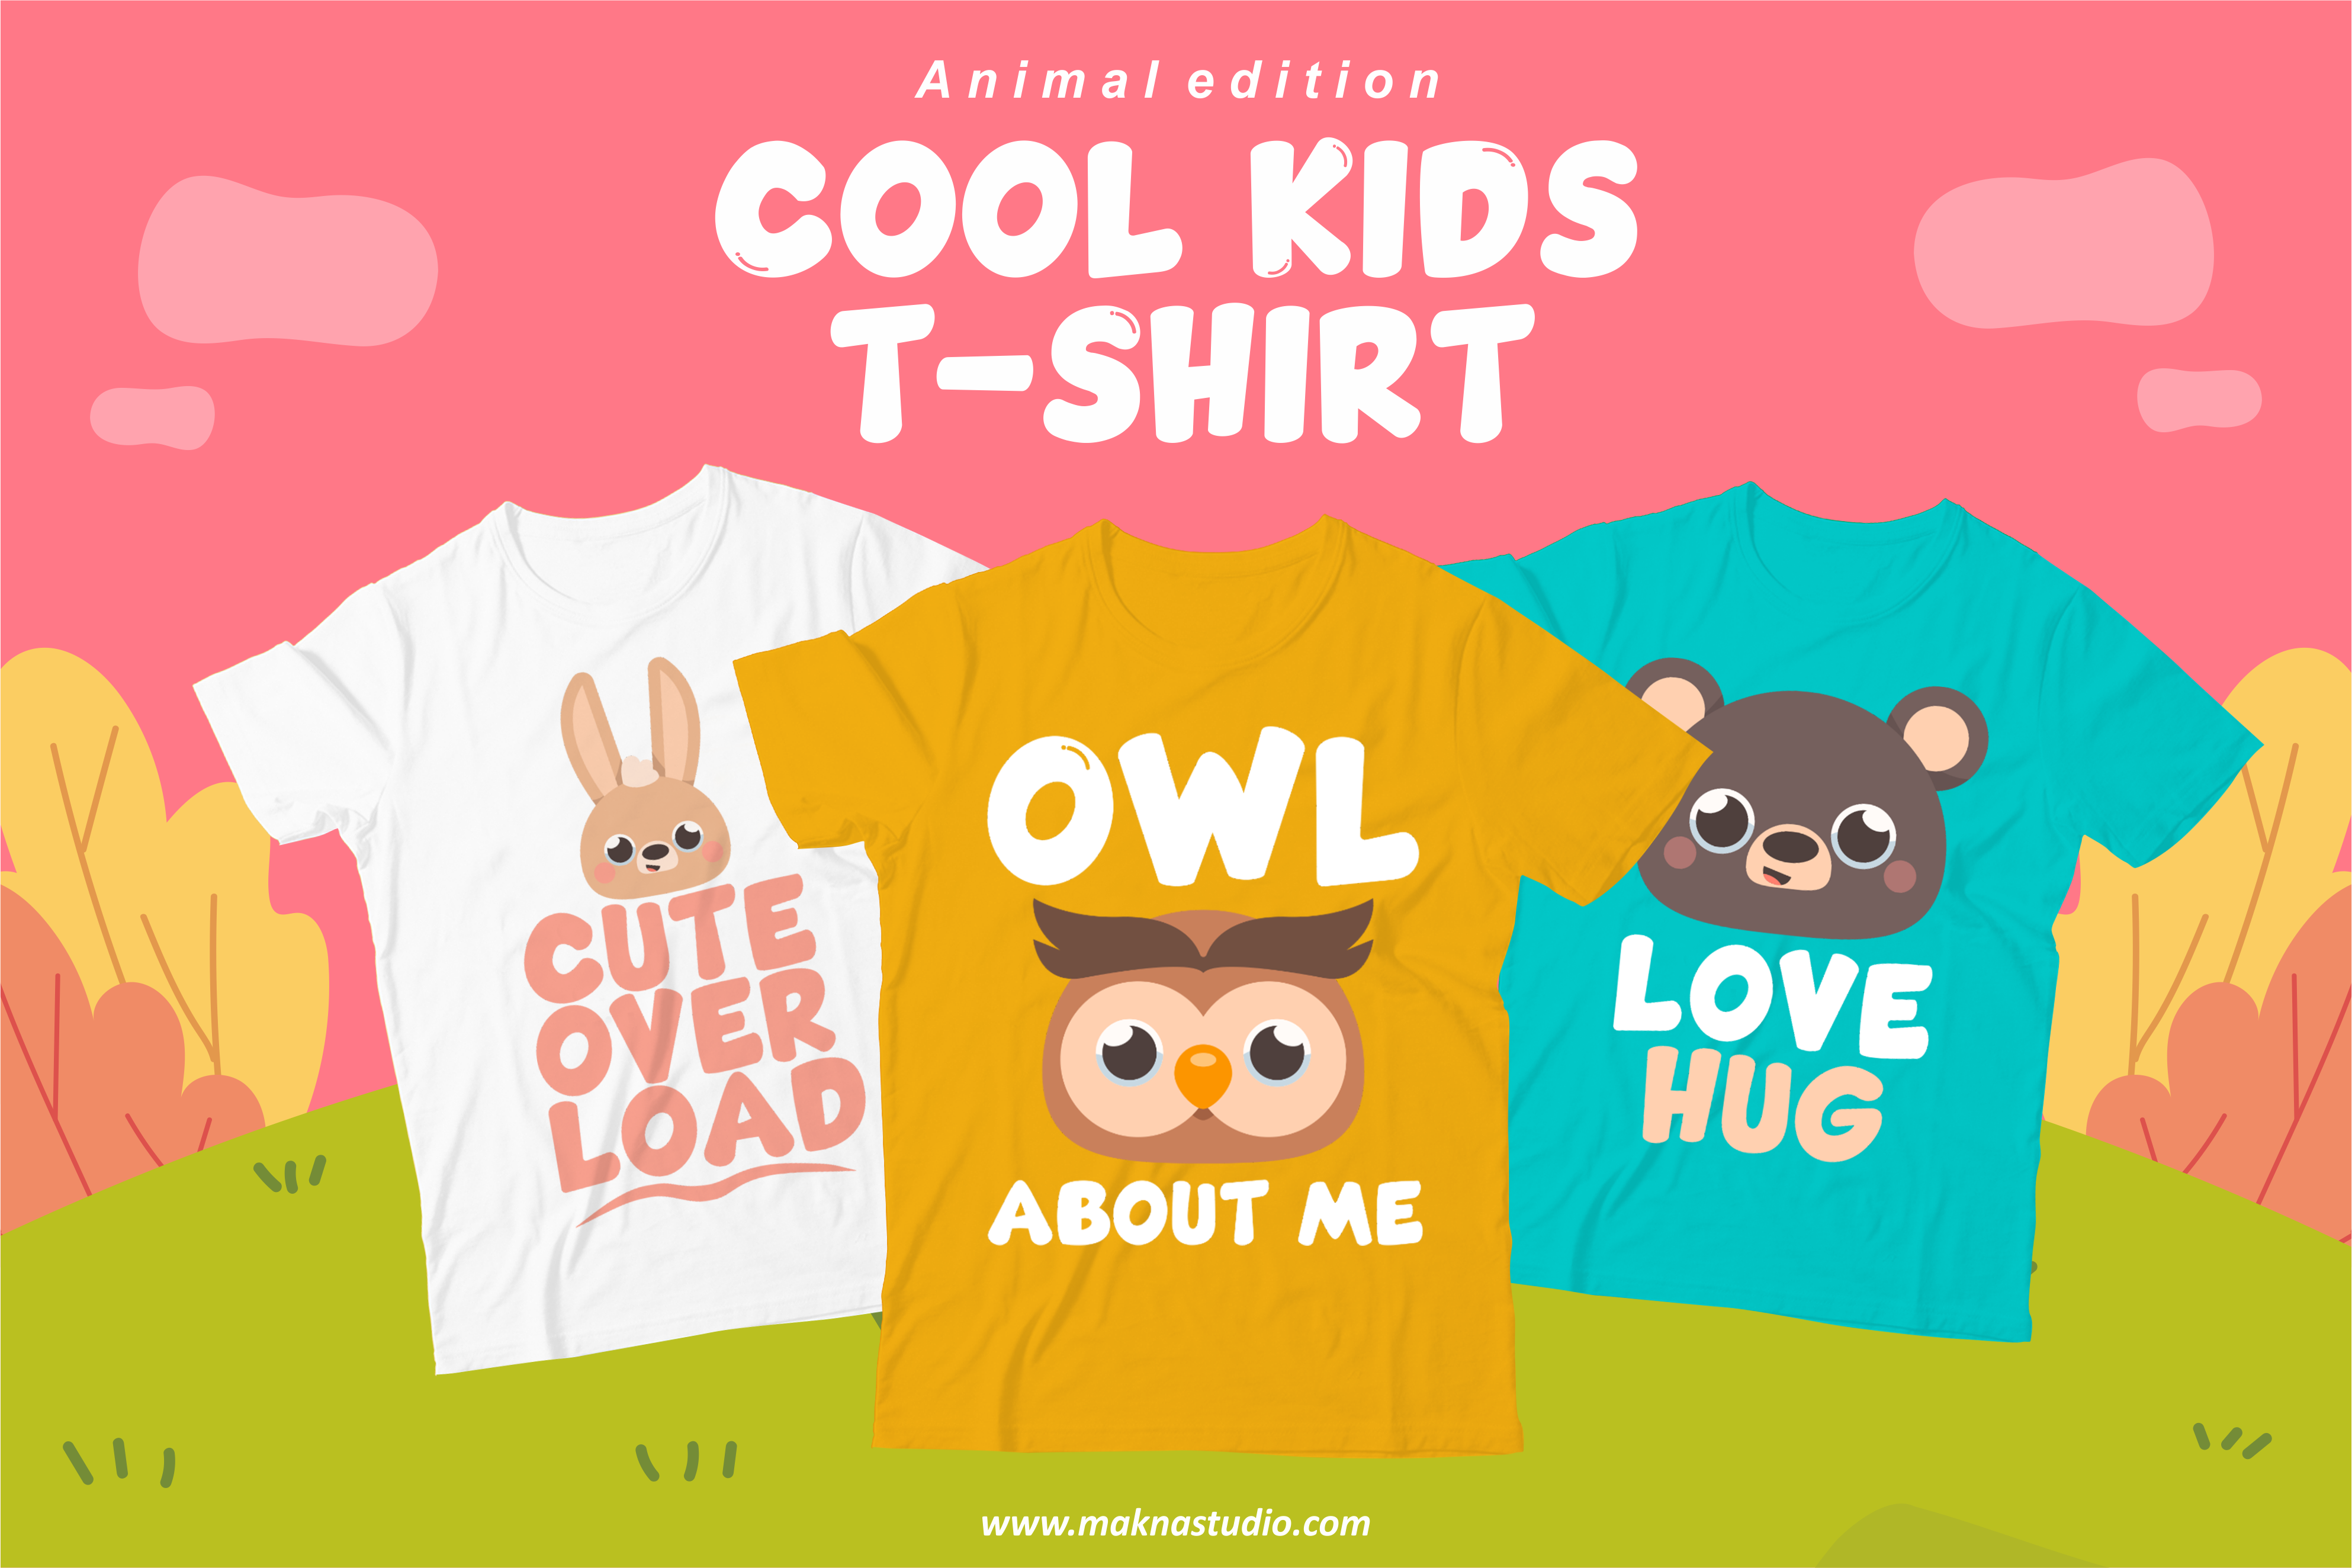 Animal edition
COOL KIDS
T-SHIRT
CUTE
OVER
LOAD
OWL
ABOUT ME
LOVE
HUG
www.maknastudio.com